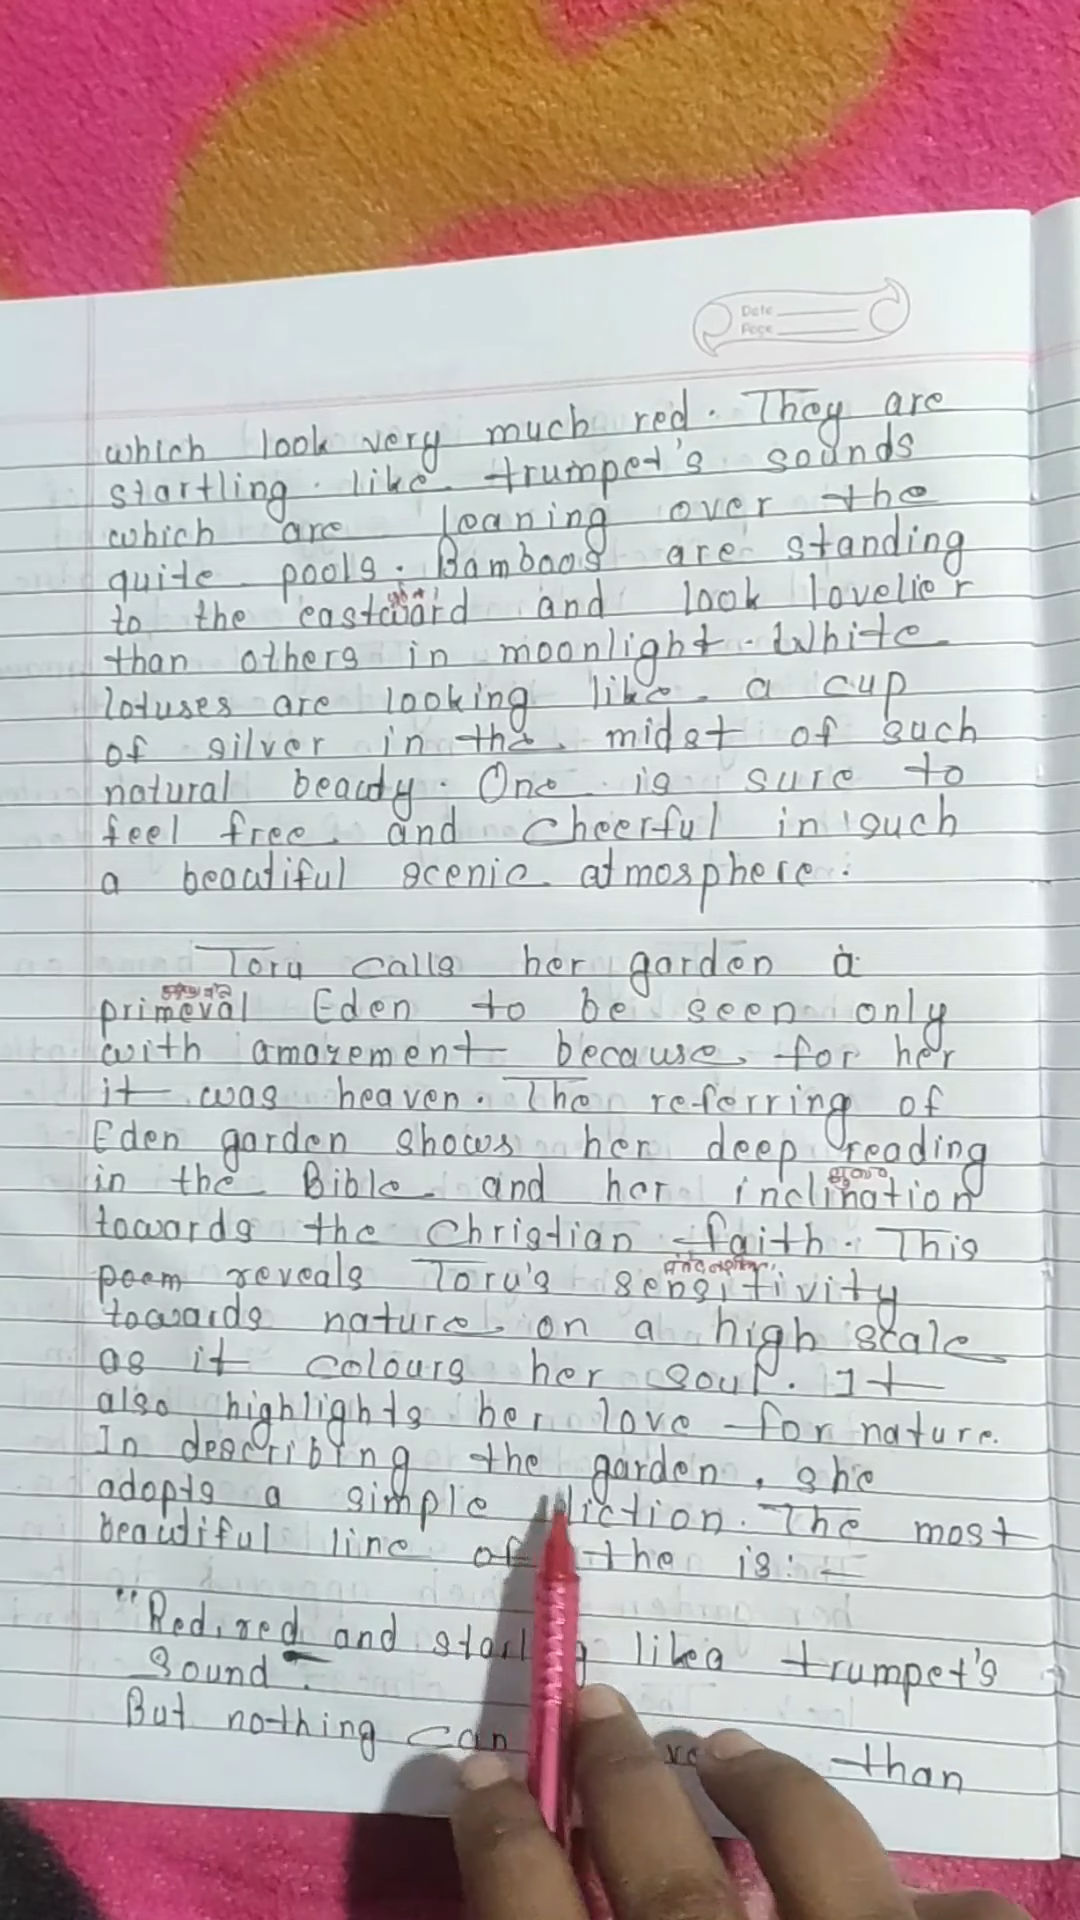 Date
Page
which look very much red. They are
startling like trumpet's sounds
which are leaning over the
quite pools. Bamboos are standing
to the eastward and look lovelier
than others in moonlight. White
lotuses are looking like a cup
of silver in the midst of such
natural beauty. One is sure to
feel free and cheerful in such
a beautiful scenic atmosphere.
Toru calls her garden a
primeval Eden to be seen only
with amazement because for her
it was heaven. The referring of
Eden garden shows her deep reading
झुकाव
in the Bible and her inclination
towards the Christian faith. This
poem reveals Toru's sensitivity
towards nature on a high scale
as it colours her soul. It
also highlights her love for nature.
In describing the garden, she
adopts a simple diction. The most
beautiful line of the is:-
"Red, red and like a trumpet's
sound
But nothing can than